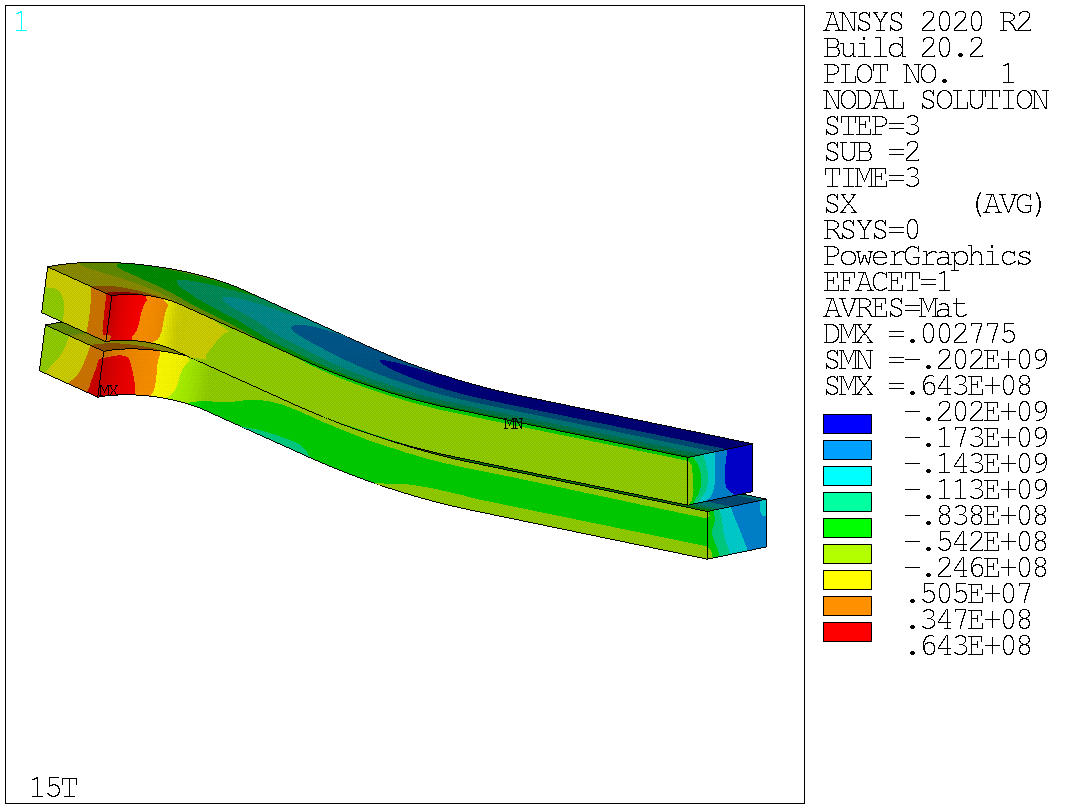 1
ANSYS 2020 R2
Build 20.2
PLOT NO. 1
NODAL SOLUTION
STEP=3
SUB =2
TIME=3
SX (AVG)
RSYS=0
PowerGraphics
EFACET=1
AVRES=Mat
DMX =.002775
SMN =-.202E+09
SMX =.643E+08
-.202E+09
-.173E+09
-.143E+09
-.113E+09
-.838E+08
-.542E+08
-.246E+08
.505E+07
.347E+08
.643E+08
MX
MN
15T